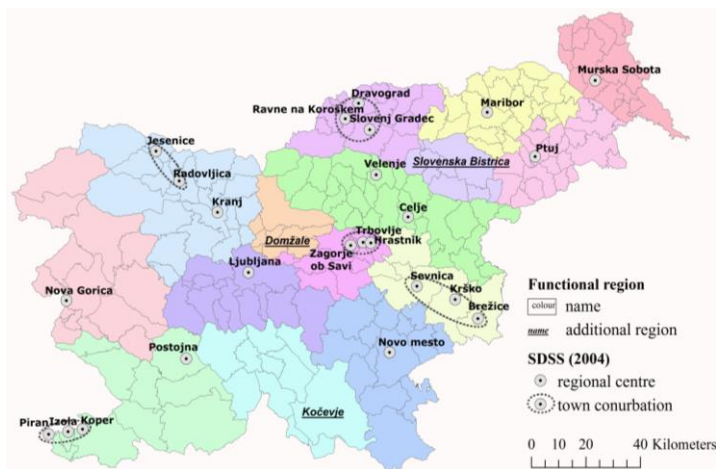 Murska Sobota
Dravograd
Ravne na Koroškem
Maribor
Slovenj Gradec
Jesenice
Ptuj
Slovenska Bistrica
Velenje
Radovljica
Kranj
Celje
Trbovlje
Domžale
Hrastnik
Zagorje
ob Savi
Ljubljana
Sevnica
Krško
Nova Gorica
Brežice
Postojna
Novo mesto
Kočevje
Piran Izola Koper
Functional region
colour name
name additional region
SDSS (2004)
regional centre
town conurbation
0 10 20 40 Kilometers